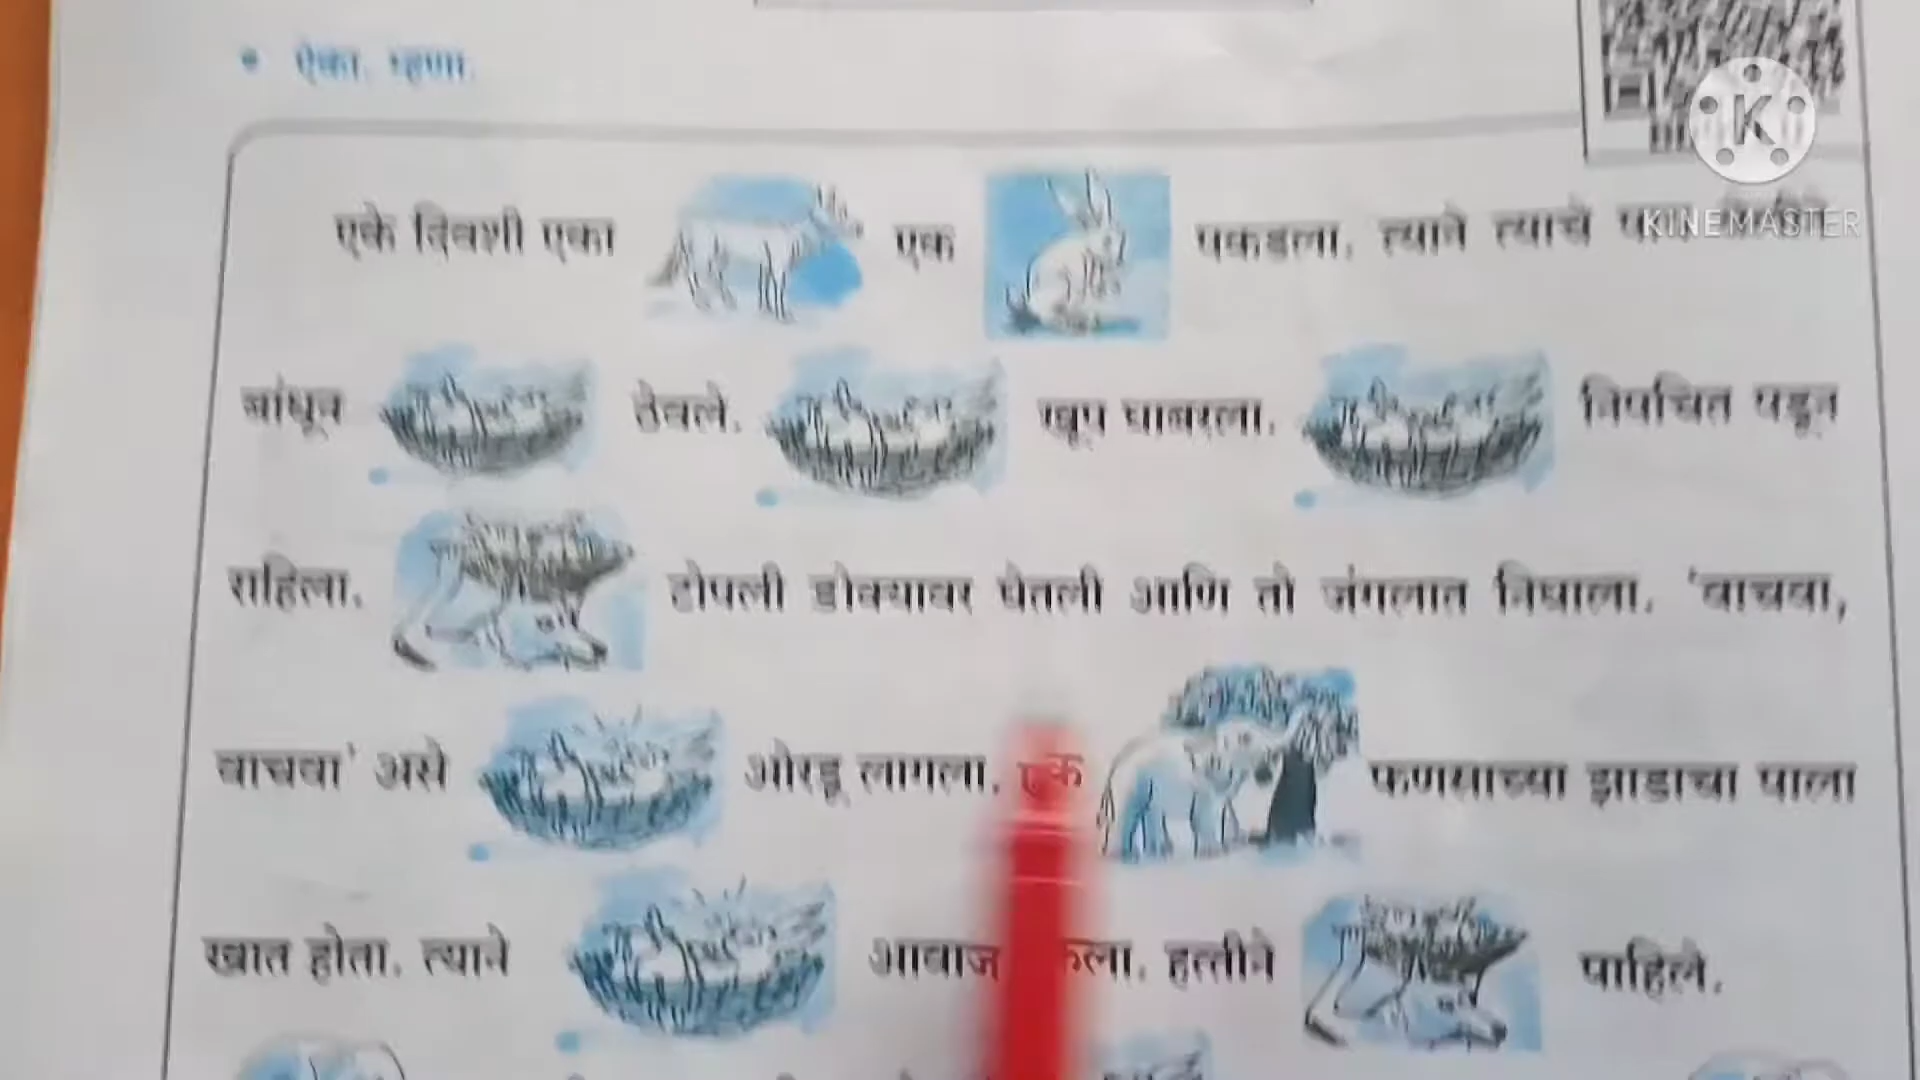 ऐका. म्हणा.
एके दिवशी एका एक पकडला. त्याने त्याचे पाय
KINEMASTER
बांधून ठेवले. खूप घाबरला. निपचित पडून
राहिला. टोपली डोक्यावर घेतली आणि तो जंगलात निघाला. 'वाचवा,
वाचवा' असे ओरडू लागला. एक फणसाच्या झाडाचा पाला
खात होता. त्याने आवाज हत्तीने पाहिले.